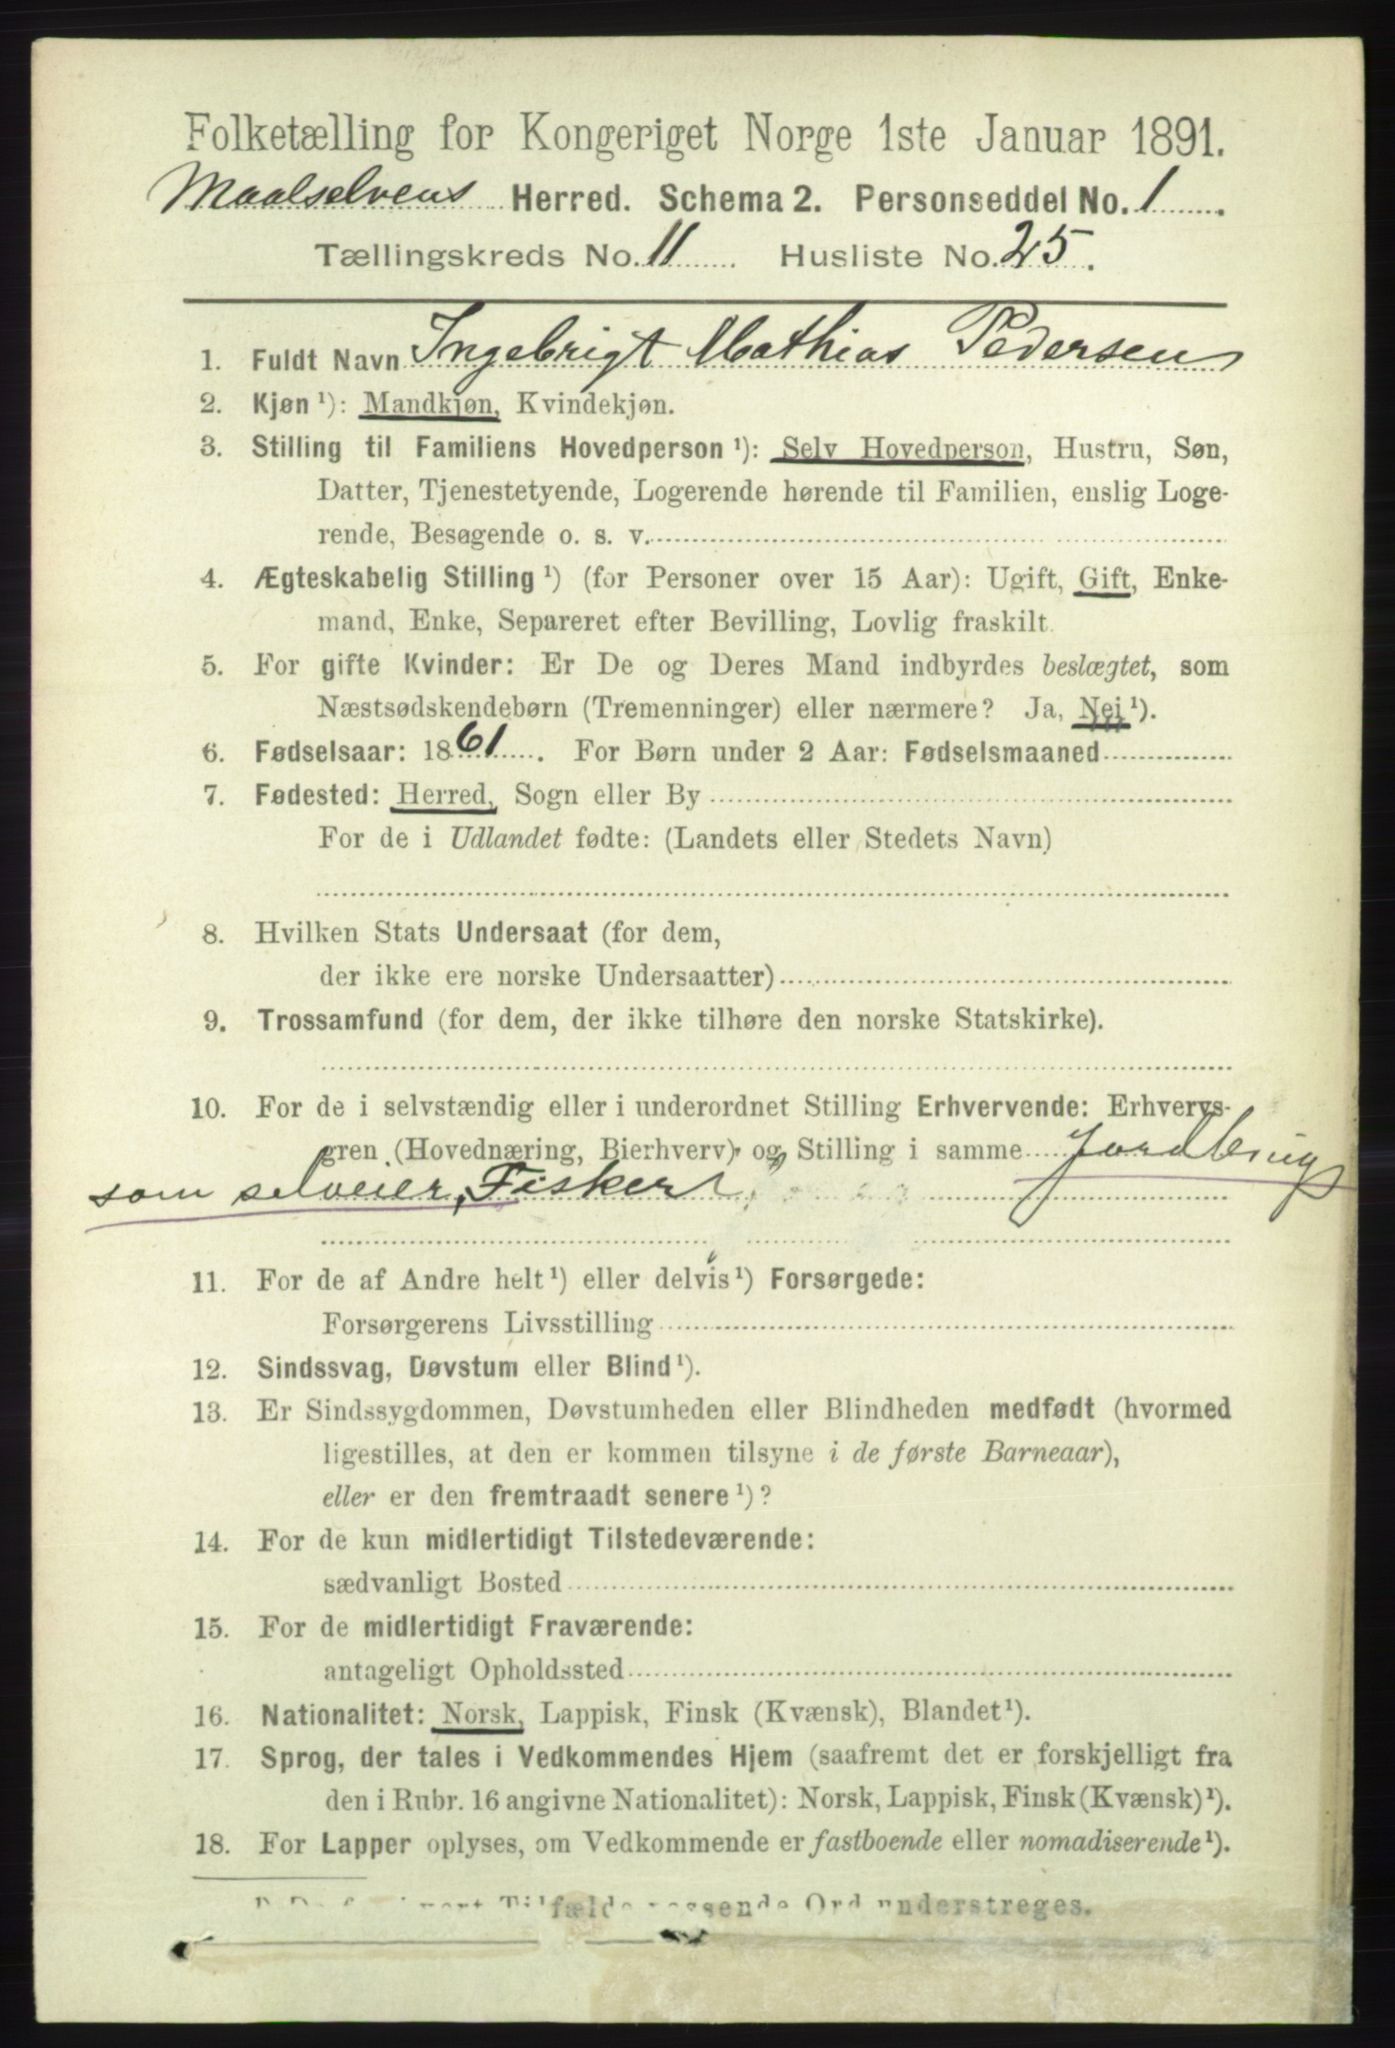 Folketælling for Kongeriget Norge 1ste Januar 1891.
Maalselvens Herred. Schema 2. Personseddel No. 1.
Tællingskreds No. 11. Husliste No. 25.
1. Fuldt Navn Ingebrigt Mathias Pedersen
2. Kjøn ¹): Mandkjøn, Kvindekjøn.
3. Stilling til Familiens Hovedperson ¹): Selv Hovedperson, Hustru, Søn,
Datter, Tjenestetyende, Logerende hørende til Familien, enslig Loge-
rende, Besøgende o. s. v.
4. Ægteskabelig Stilling ¹) (for Personer over 15 Aar): Ugift, Gift, Enke-
mand, Enke, Separeret efter Bevilling, Lovlig fraskilt.
5. For gifte Kvinder: Er De og Deres Mand indbyrdes beslægtet, som
Næstsødskendebørn (Tremenninger) eller nærmere? Ja, Nei ¹).
6. Fødselsaar: 1861. For Børn under 2 Aar: Fødselsmaaned
7. Fødested: Herred, Sogn eller By
For de i Udlandet fødte: (Landets eller Stedets Navn)
8. Hvilken Stats Undersaat (for dem,
der ikke ere norske Undersaatter)
9. Trossamfund (for dem, der ikke tilhøre den norske Statskirke).
10. For de i selvstændig eller i underordnet Stilling Erhvervende: Erhvervs-
gren (Hovednæring, Bierhverv) og Stilling i samme Jordbrug
som selveier, Fisker
11. For de af Andre helt ¹) eller delvis ¹) Forsørgede:
Forsørgerens Livsstilling
12. Sindssvag, Døvstum eller Blind ¹).
13. Er Sindssygdommen, Døvstumheden eller Blindheden medfødt (hvormed
ligestilles, at den er kommen tilsyne i de første Barneaar),
eller er den fremtraadt senere ¹)?
14. For de kun midlertidigt Tilstedeværende:
sædvanligt Bosted
15. For de midlertidigt Fraværende:
antageligt Opholdssted
16. Nationalitet: Norsk, Lappisk, Finsk (Kvænsk), Blandet ¹).
17. Sprog, der tales i Vedkommendes Hjem (saafremt det er forskjelligt fra
den i Rubr. 16 angivne Nationalitet): Norsk, Lappisk, Finsk (Kvænsk) ¹).
18. For Lapper oplyses, om Vedkommende er fastboende eller nomadiserende ¹).
Tilfælde passende Ord understreges.